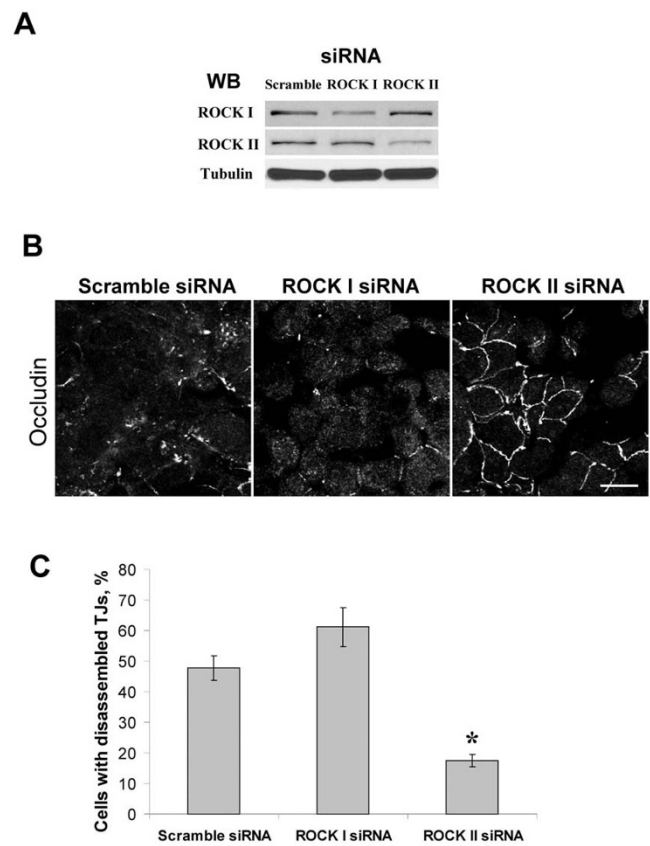 A
siRNA
WB Scramble ROCK I ROCK II
ROCK I
ROCK II
Tubulin
B
Scramble siRNA ROCK I siRNA ROCK II siRNA
Occludin
C
Cells with disassembled TJs, %
80
70
60
50
40
30
20
10
0
*
Scramble siRNA ROCK I siRNA ROCK II siRNA